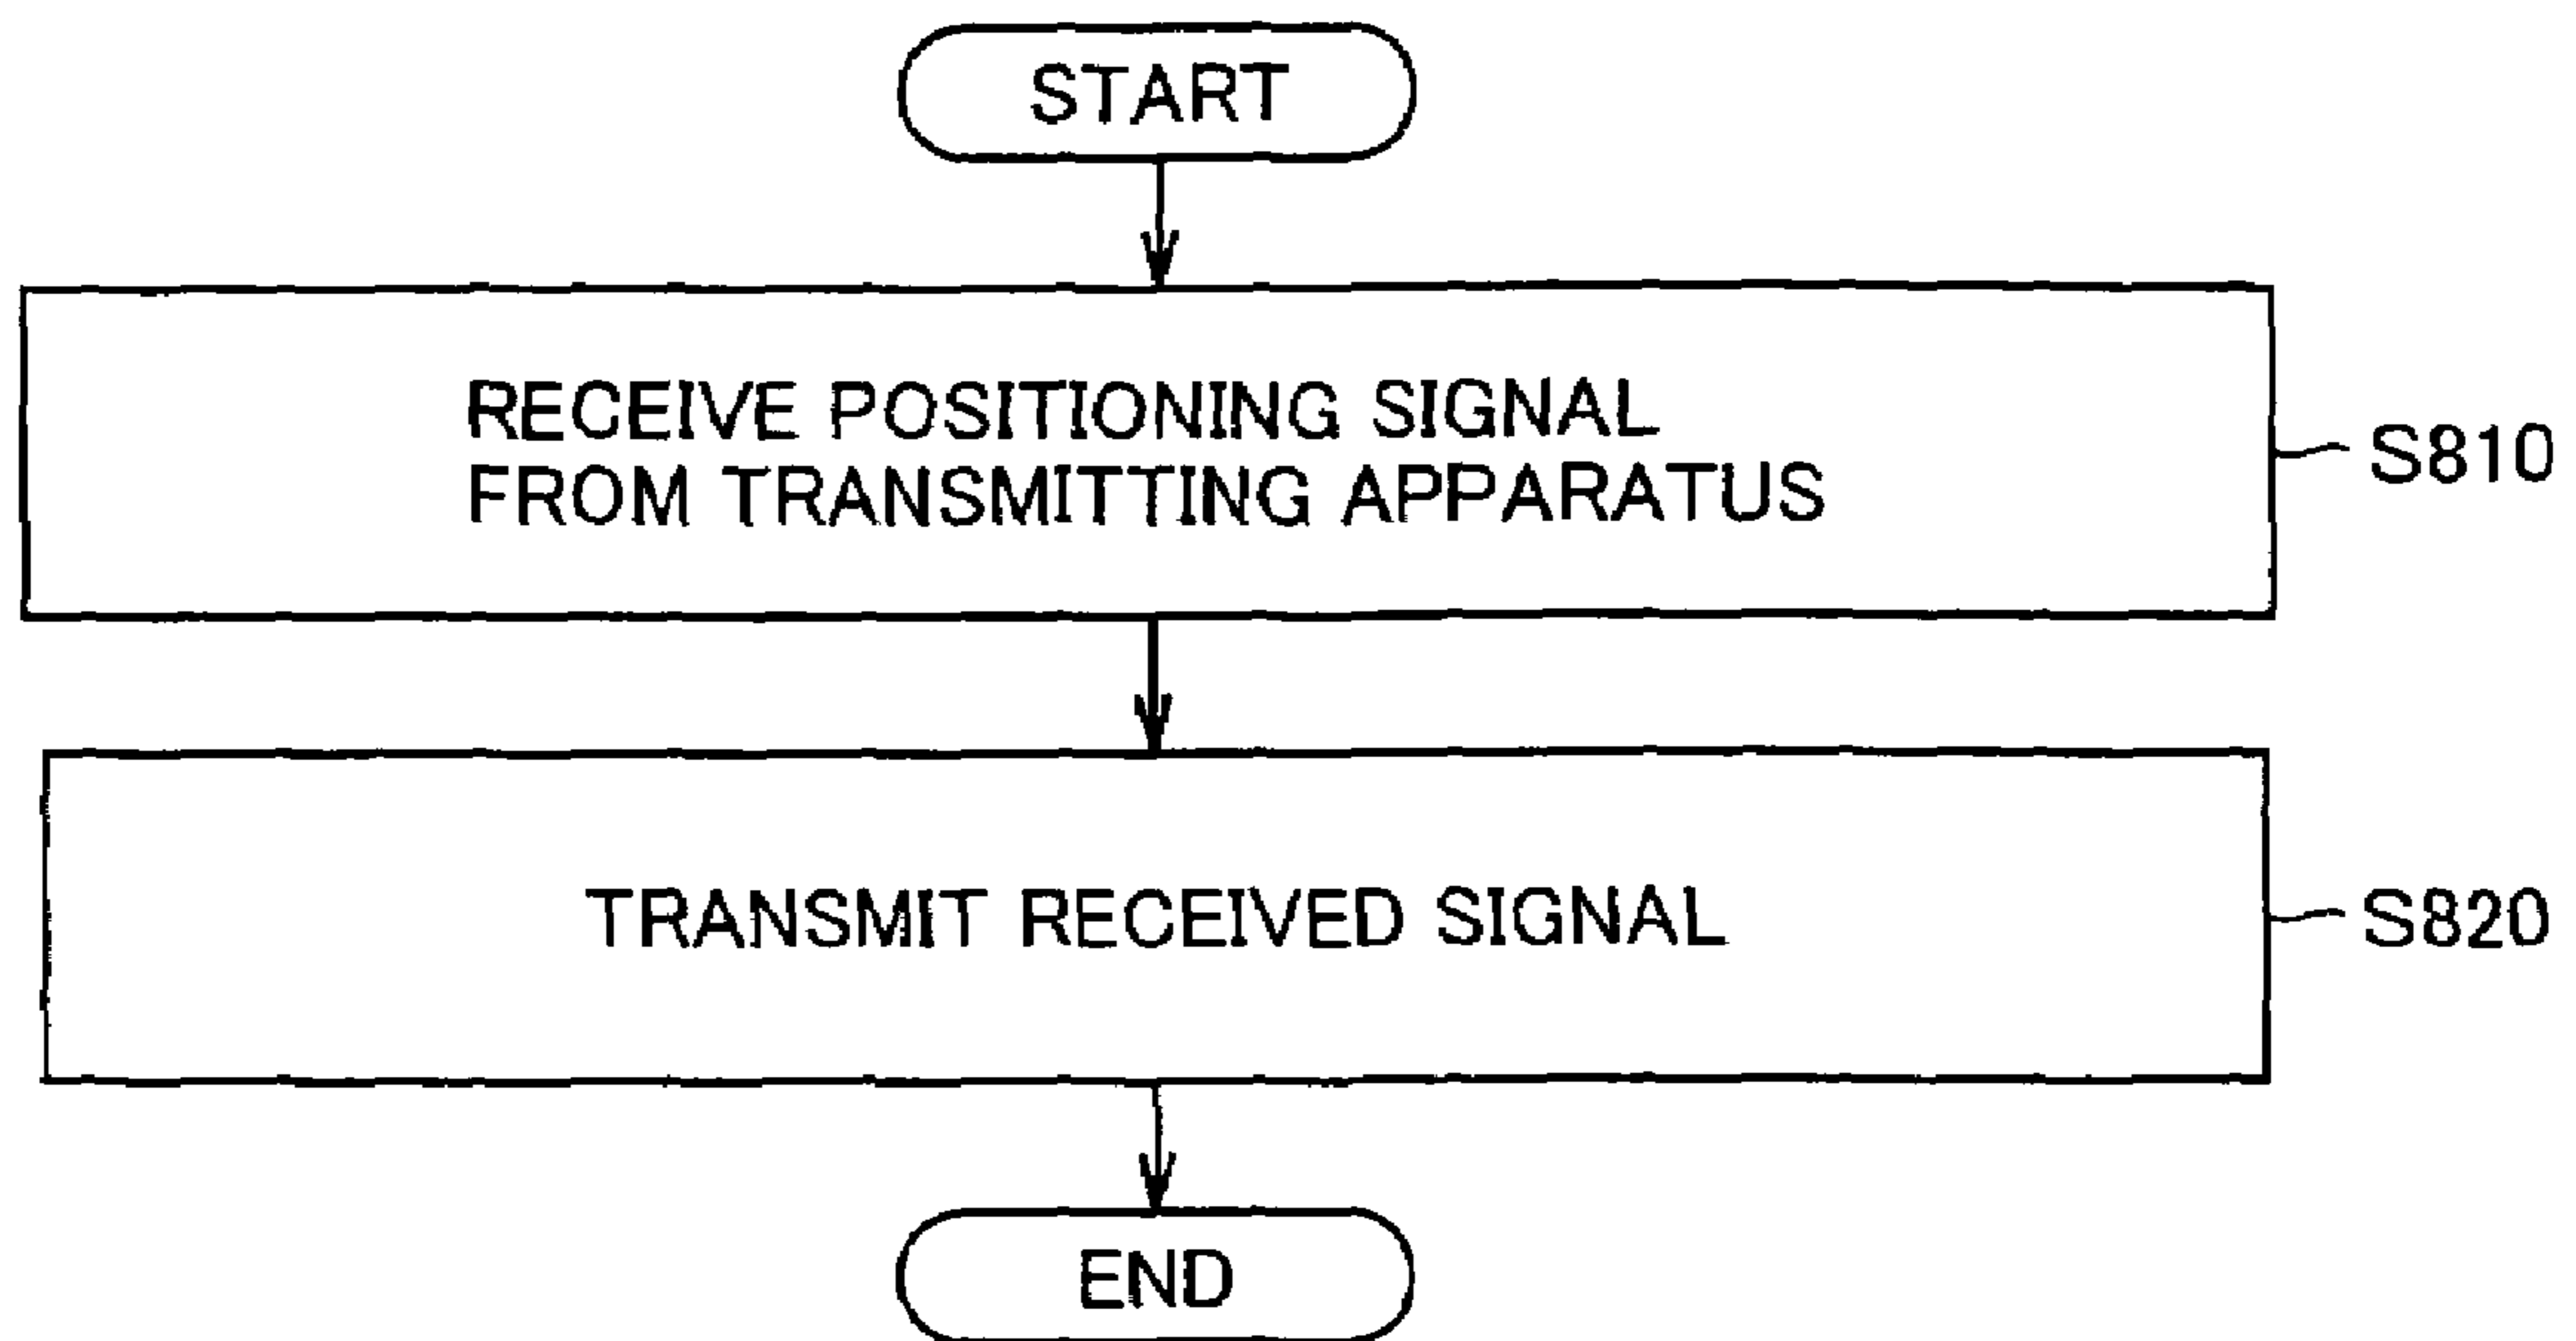 START
RECEIVE POSITIONING SIGNAL
FROM TRANSMITTING APPARATUS
S810
TRANSMIT RECEIVED SIGNAL
S820
END